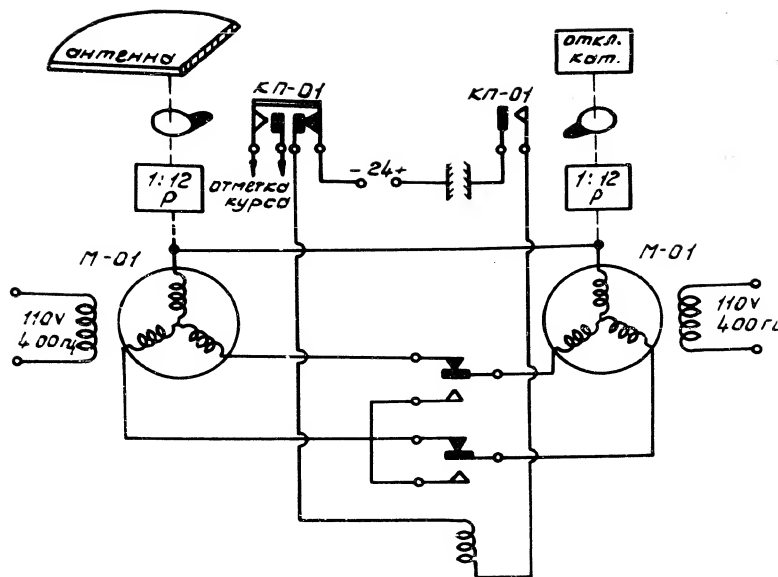 антенна
КП-01
КП-01
откл.
кат.
1:12
р
отметка
курса
- 24 +
1:12
р
М-01
М-01
110v
400гц
110v
400гц